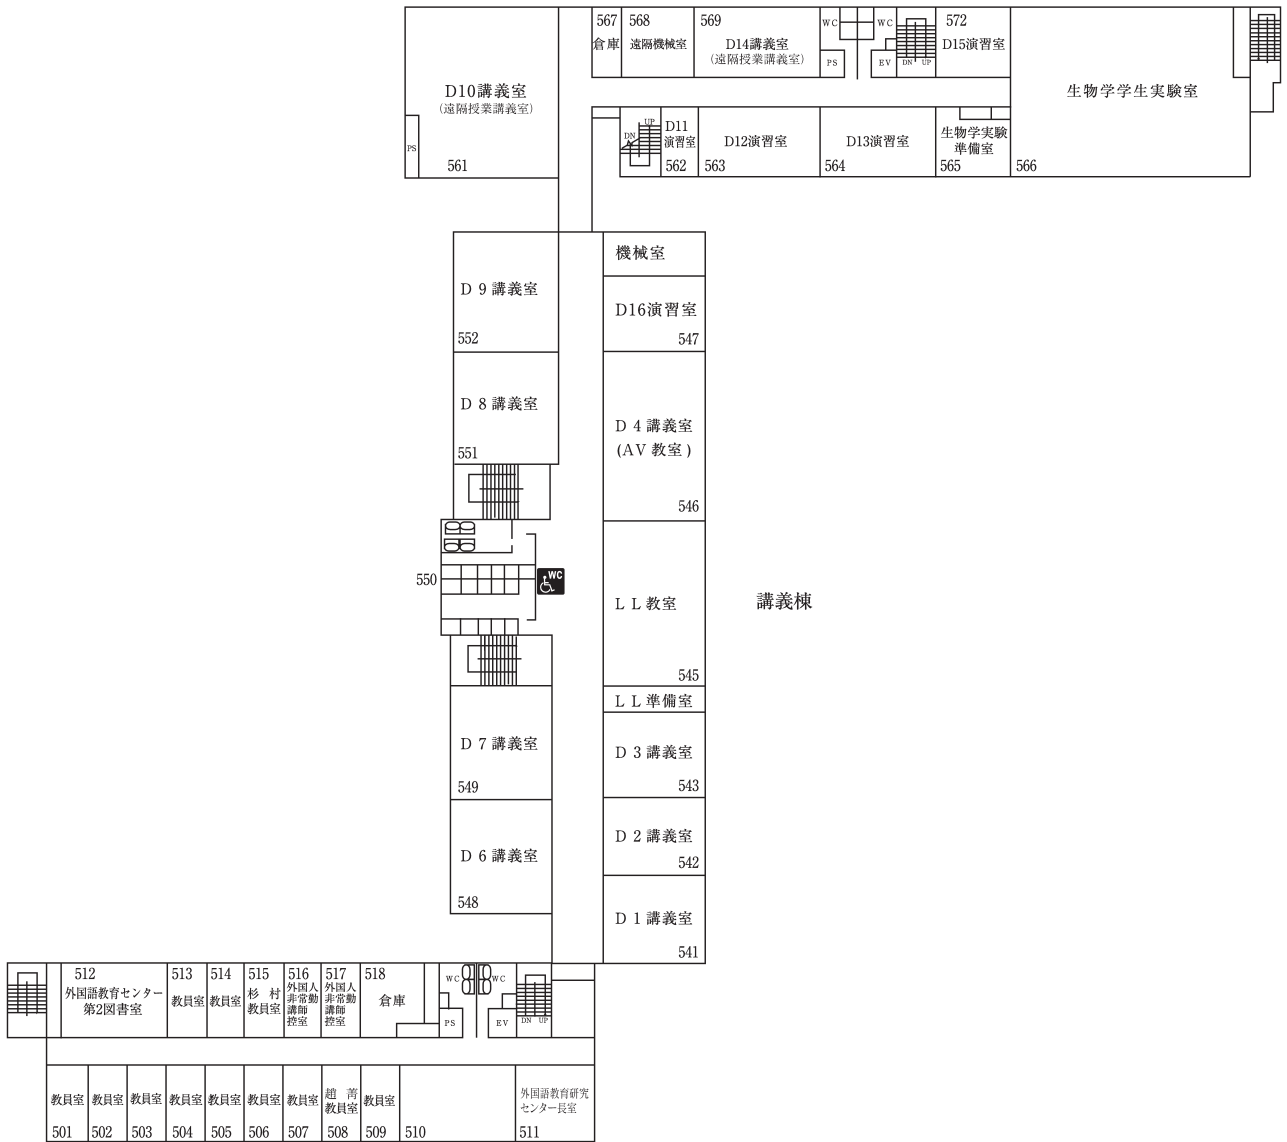 567
568
569
WC
WC
572
倉庫
遠隔機械室
D14講義室
(遠隔授業講義室)
PS
EV
DN
UP
D15演習室
D10講義室
(遠隔授業講義室)
生物学学生実験室
PS
561
DN
UP
D11
演習室
562
D12演習室
563
D13演習室
564
生物学実験
準備室
565
566
機械室
D 9 講義室
552
D16演習室
547
D 8 講義室
551
D 4 講義室
(AV 教室)
546
550
WC
LL教室
545
講義棟
LL準備室
D 7 講義室
549
D 3 講義室
543
D 6 講義室
548
D 2 講義室
542
D 1 講義室
541
512
外国語教育センター
第2図書室
513
教員室
514
教員室
515
杉 村
教員室
516
外国人
非常勤
講師
控室
517
外国人
非常勤
講師
控室
518
倉庫
WC
WC
PS
EV
DN
UP
教員室
501
教員室
502
教員室
503
教員室
504
教員室
505
教員室
506
教員室
507
趙 菁
教員室
508
教員室
509
510
外国語教育研究
センター長室
511